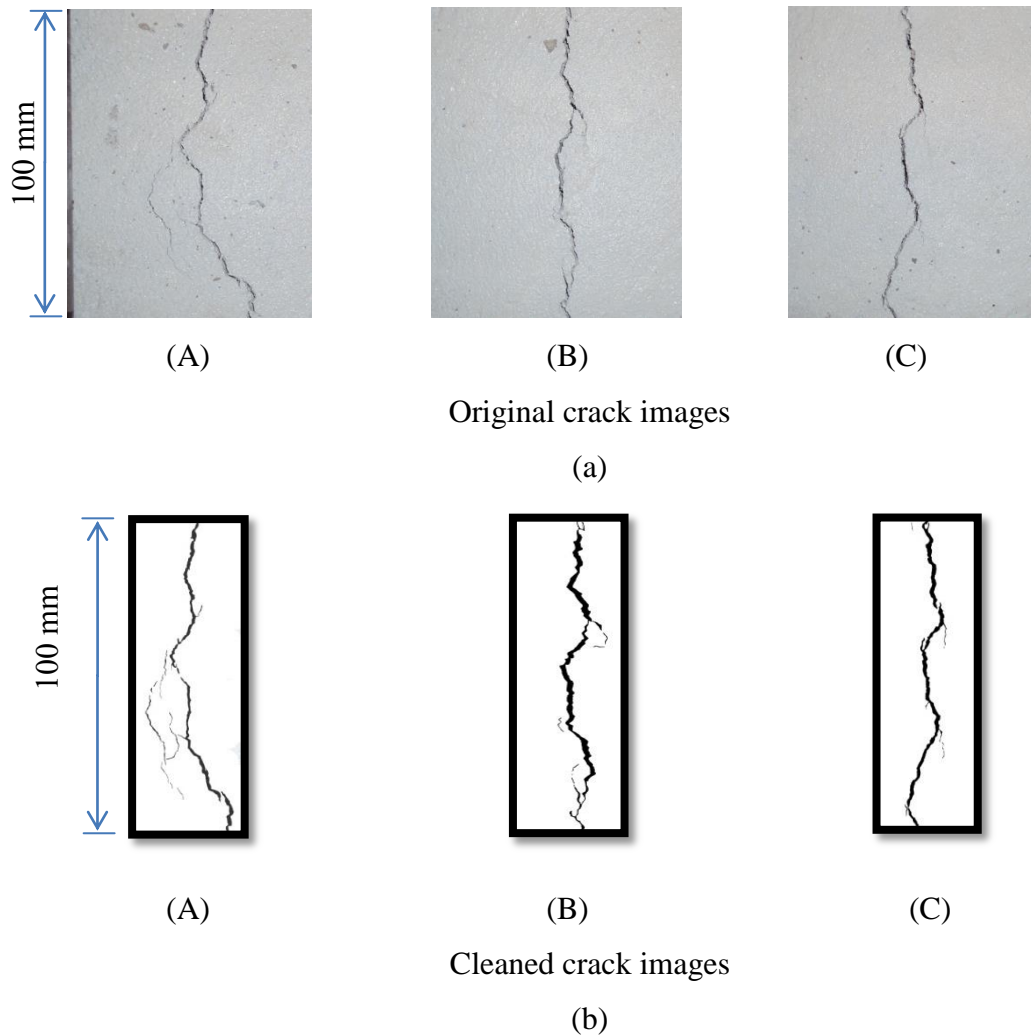 100 mm
(A)
(B)
(C)
Original crack images
(a)
100 mm
(A)
(B)
(C)
Cleaned crack images
(b)